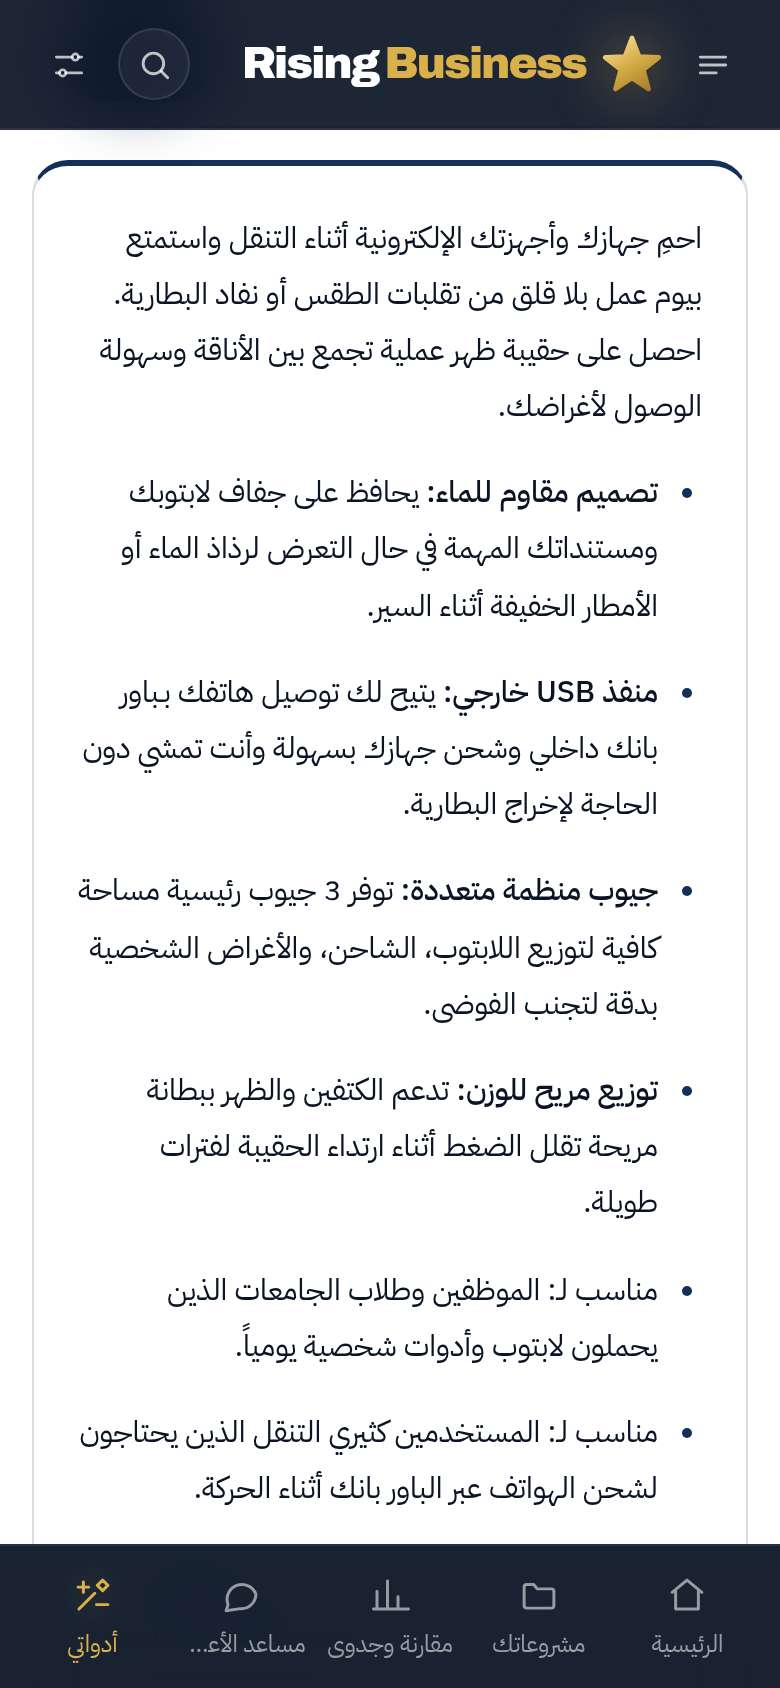 Rising Business
احمِ جهازك وأجهزتك الإلكترونية أثناء التنقل واستمتع
بيوم عمل بلا قلق من تقلبات الطقس أو نفاد البطارية.
احصل على حقيبة ظهر عملية تجمع بين الأناقة وسهولة
الوصول لأغراضك.
• تصميم مقاوم للماء: يحافظ على جفاف لابتوبك
ومستنداتك المهمة في حال التعرض لرذاذ الماء أو
الأمطار الخفيفة أثناء السير.
• منفذ USB خارجي: يتيح لك توصيل هاتفك بـباور
بانك داخلي وشحن جهازك بسهولة وأنت تمشي دون
الحاجة لإخراج البطارية.
• جيوب منظمة متعددة: توفر 3 جيوب رئيسية مساحة
كافية لتوزيع اللابتوب، الشاحن، والأغراض الشخصية
بدقة لتجنب الفوضى.
• توزيع مريح للوزن: تدعم الكتفين والظهر ببطانة
مريحة تقلل الضغط أثناء ارتداء الحقيبة لفترات
طويلة.
• مناسب لـ: الموظفين وطلاب الجامعات الذين
يحملون لابتوب وأدوات شخصية يومياً.
• مناسب لـ: المستخدمين كثيري التنقل الذين يحتاجون
لشحن الهواتف عبر الباور بانك أثناء الحركة.
الرئيسية
مشروعاتك
مقارنة وجدوى
مساعد الأعـ...
أدواتي